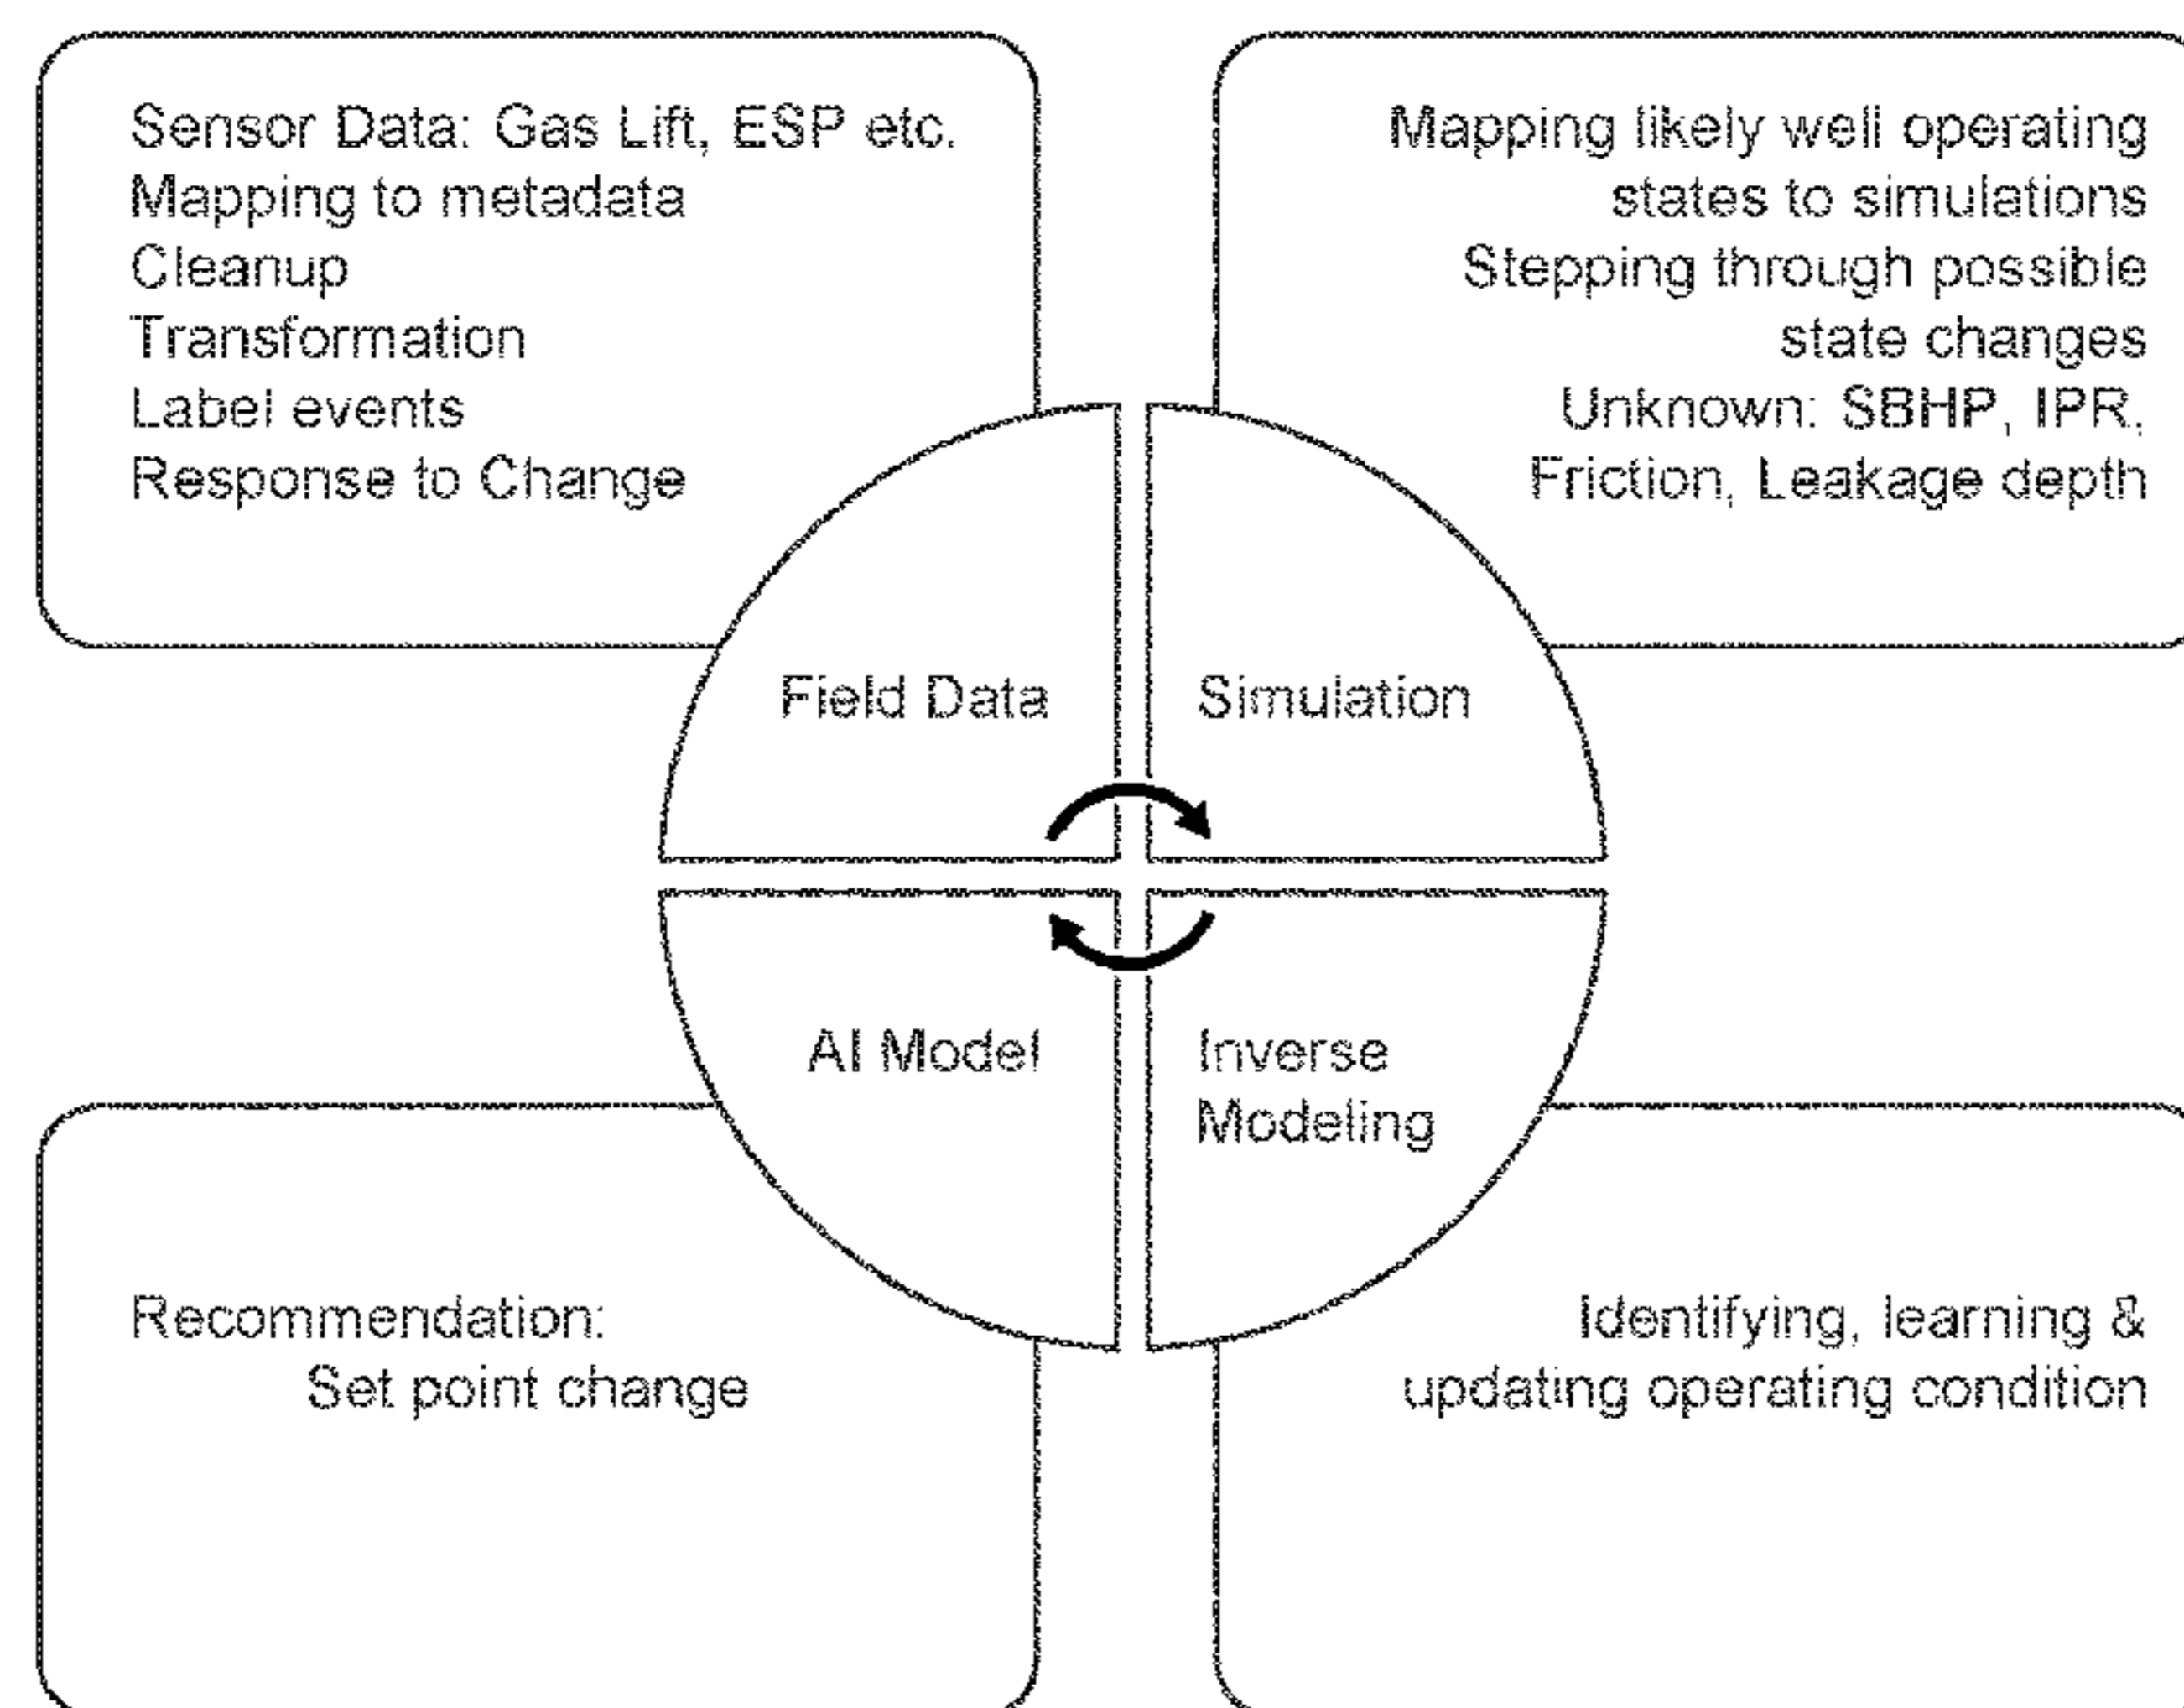 Sensor Data: Gas Lift, ESP etc.
Mapping to metadata
Cleanup
Transformation
Label events
Response to Change
Mapping likely well operating
states to simulations
Stepping through possible
state changes
Unknown: SBHP, IPR,
Friction, Leakage depth
Field Data
Simulation
AI Model
Inverse
Modeling
Recommendation:
Set point change
Identifying, learning &
updating operating condition